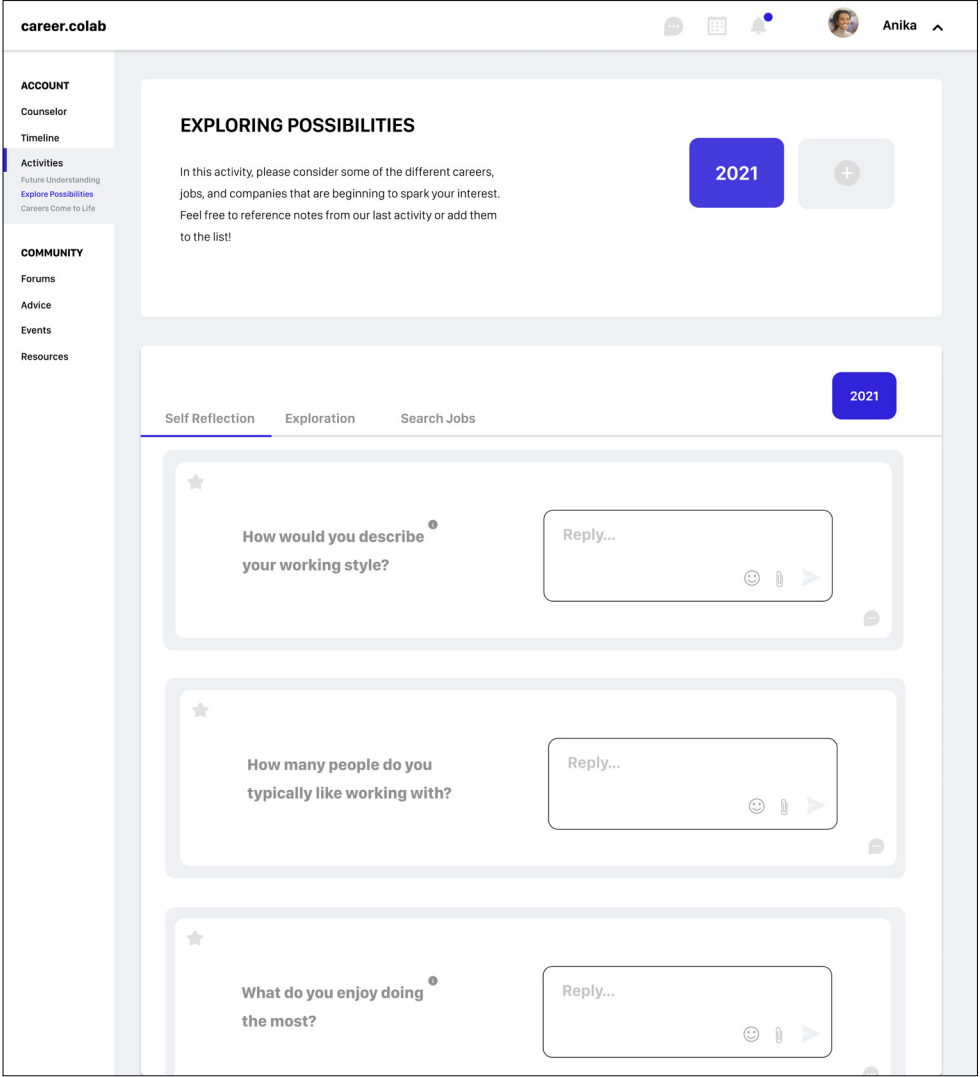 career.colab
Anika
ACCOUNT
Counselor
Timeline
Activities
Future Understanding
Explore Possibilities
Careers Come to Life
COMMUNITY
Forums
Advice
Events
Resources
EXPLORING POSSIBILITIES
In this activity, please consider some of the different careers,
jobs, and companies that are beginning to spark your interest.
Feel free to reference notes from our last activity or add them
to the list!
2021
2021
Self Reflection
Exploration
Search Jobs
How would you describe
your working style?
Reply...
How many people do you
typically like working with?
Reply...
What do you enjoy doing
the most?
Reply...